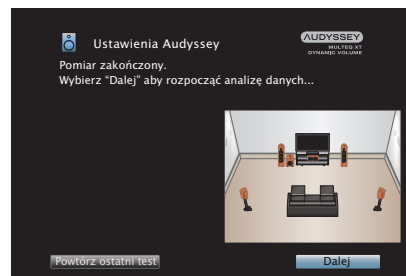 Ustawienia Audyssey
AUDYSSEY
MULTEQ XT
DYNAMIC VOLUME
Pomiar zakończony.
Wybierz “Dalej” aby rozpocząć analizę danych...
Powtórz ostatni test
Dalej